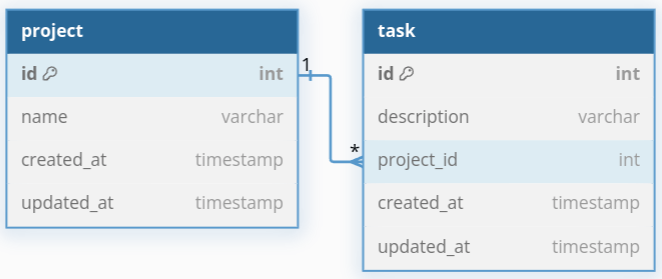 project
id int
name varchar
created_at timestamp
updated_at timestamp
1
*
task
id int
description varchar
project_id int
created_at timestamp
updated_at timestamp